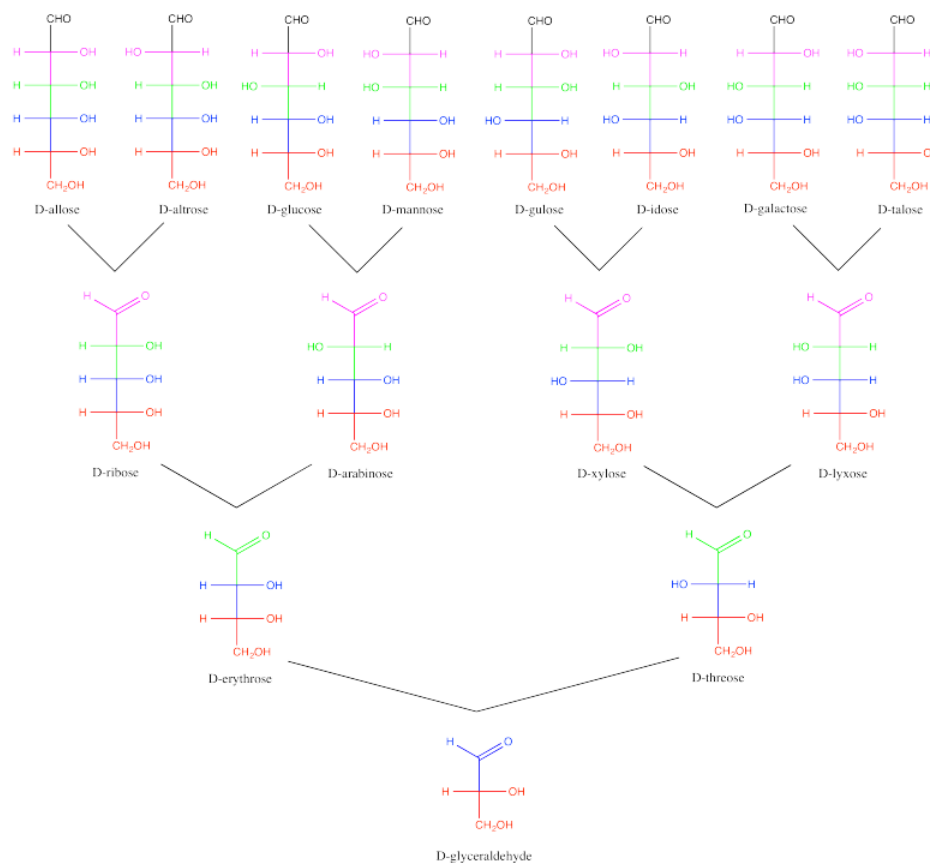 CHO CHO CHO CHO CHO CHO CHO CHO
H OH HO H H OH HO H H OH HO H H OH HO H
H OH H OH HO H HO H H OH H OH HO H HO H
H OH H OH H OH H OH HO H HO H HO H HO H
H OH H OH H OH H OH H OH H OH H OH H
CH₂OH CH₂OH CH₂OH CH₂OH CH₂OH CH₂OH CH₂OH CH₂OH
D-allose D-altrose D-glucose D-mannose D-gulose D-idose D-galactose D-talose
H O H O H O H O
H OH HO H H OH HO H
H OH H OH HO H HO H
H OH H OH H OH H OH
CH₂OH CH₂OH CH₂OH CH₂OH
D-ribose D-arabinose D-xylose D-lyxose
H O H O
H OH HO H
H OH H OH
CH₂OH CH₂OH
D-erythrose D-threose
H O
H OH
CH₂OH
D-glyceraldehyde